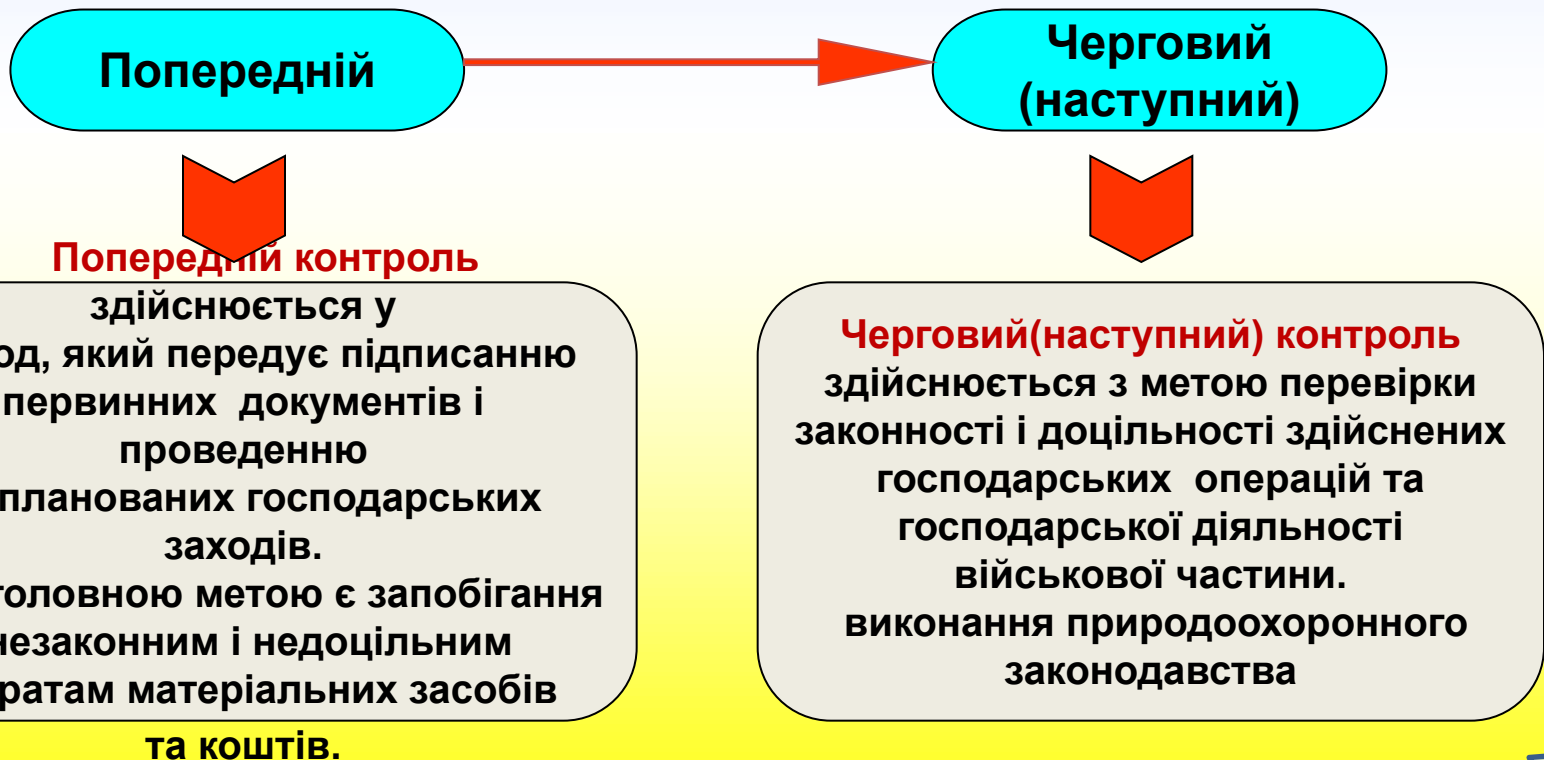 Попередній
Черговий
(наступний)
Попередній контроль
здійснюється у
од, який передує підписанню
первинних документів і
проведенню
планованих господарських
заходів.
головною метою є запобігання
незаконним і недоцільним
ратам матеріальних засобів
та коштів.
Черговий(наступний) контроль
здійснюється з метою перевірки
законності і доцільності здійснених
господарських операцій та
господарської діяльності
військової частини.
виконання природоохоронного
законодавства